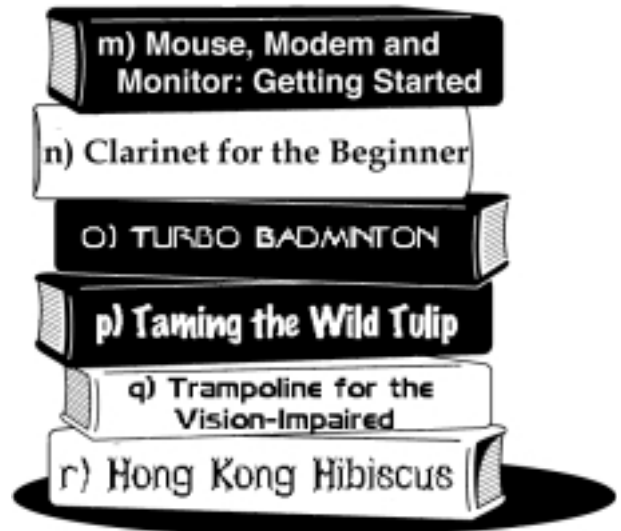 m) Mouse, Modem and
Monitor: Getting Started
n) Clarinet for the Beginner
o) TURBO BADMINTON
p) Taming the Wild Tulip
q) Trampoline for the
Vision-Impaired
r) Hong Kong Hibiscus